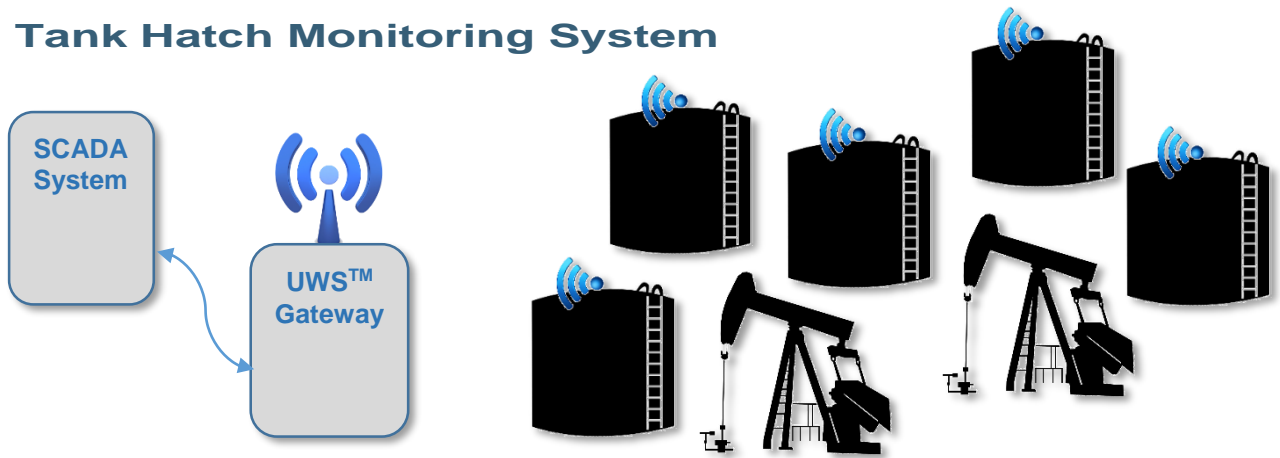 Tank Hatch Monitoring System
SCADA
System
UWS™
Gateway